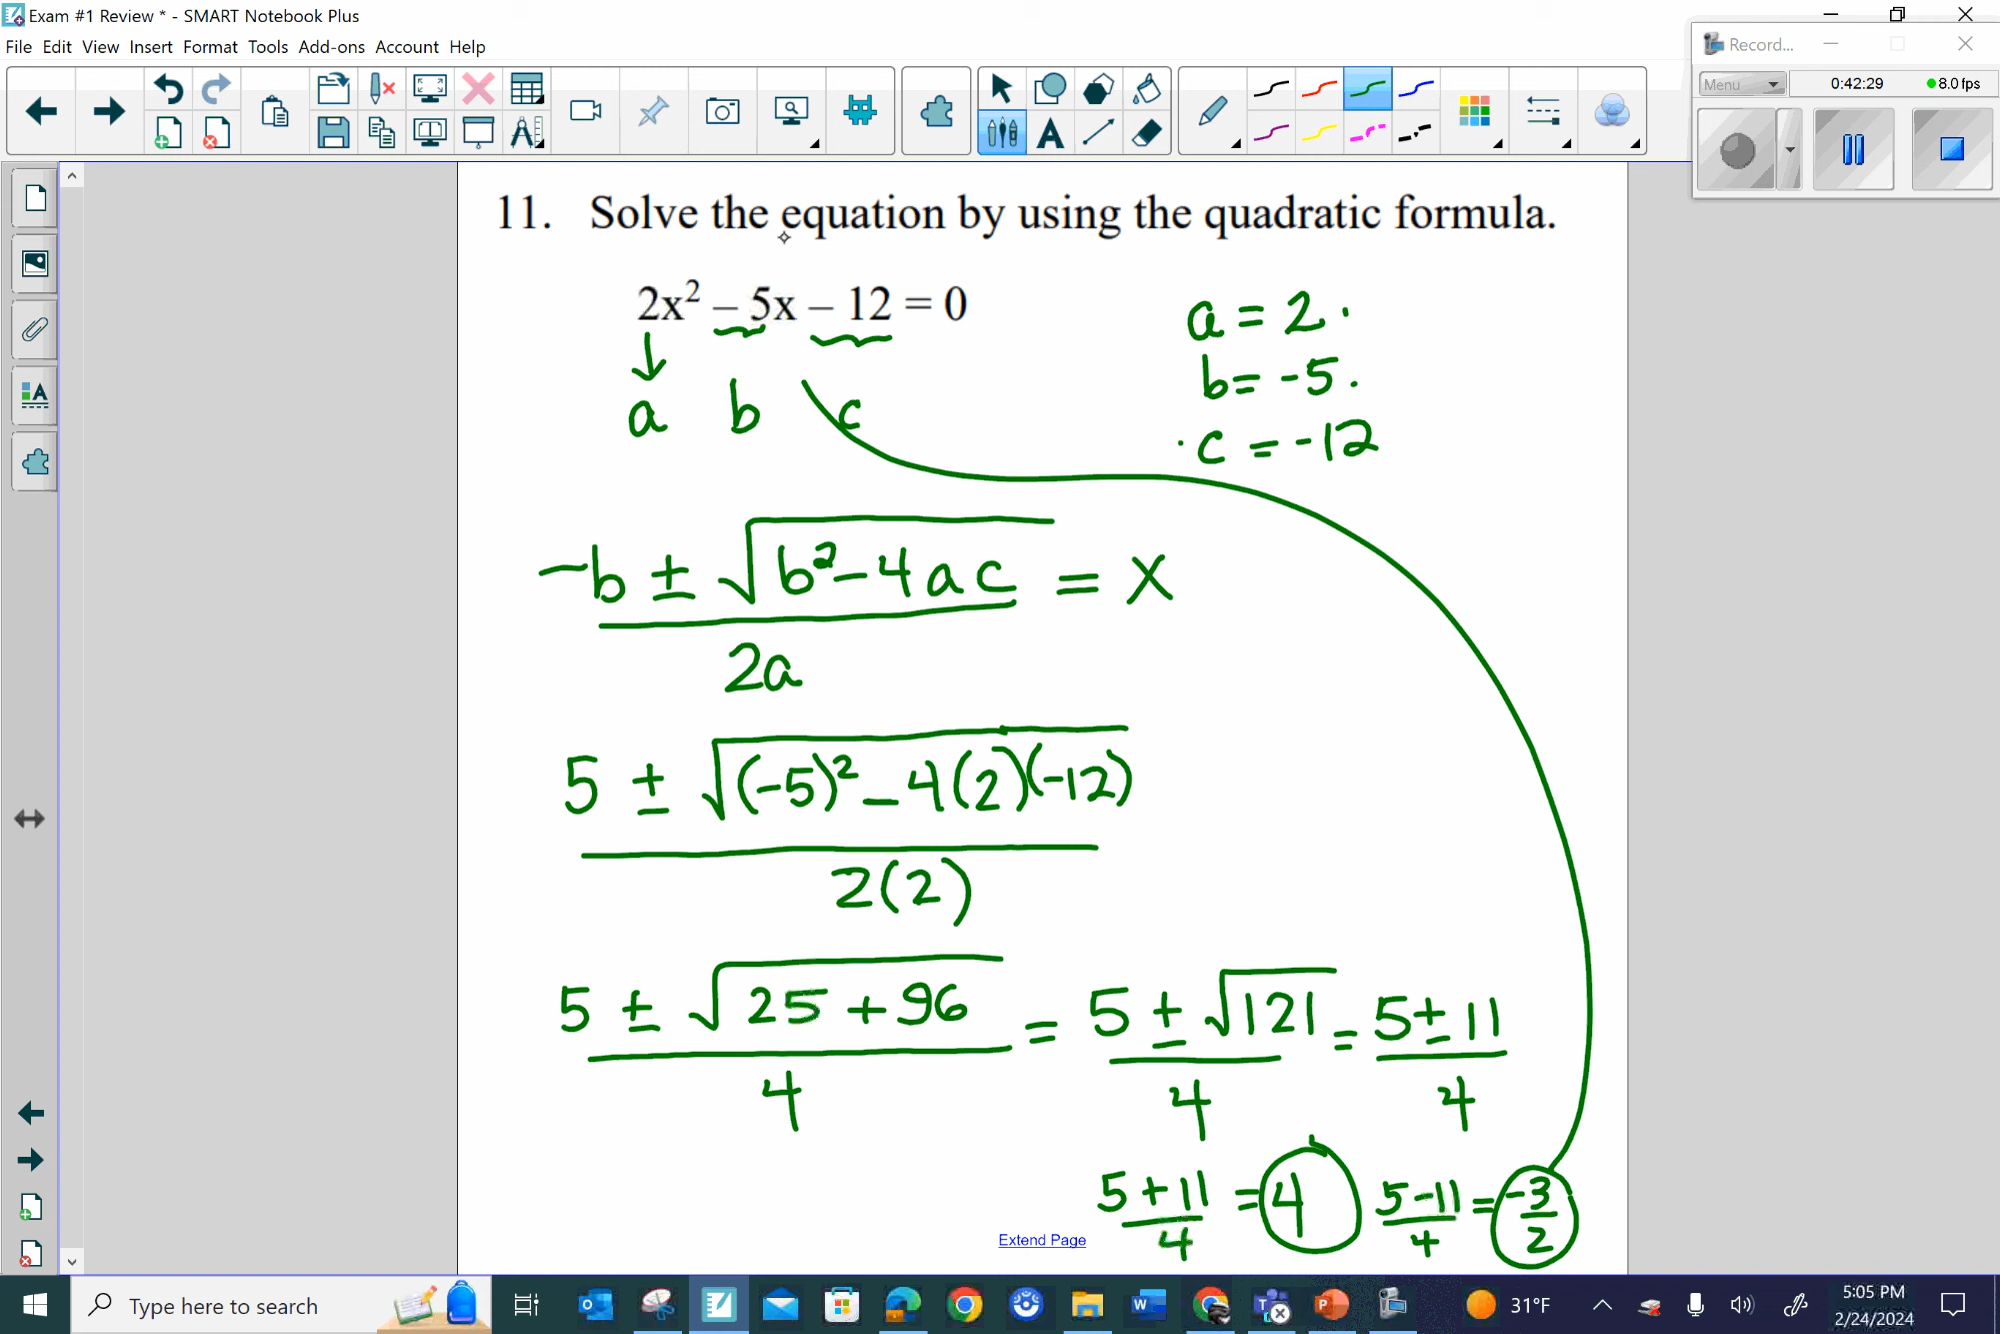 Exam #1 Review * - SMART Notebook Plus
File Edit View Insert Format Tools Add-ons Account Help
Record...
Menu
0:42:29
8.0 fps
11. Solve the equation by using the quadratic formula.
2x² – 5x – 12 = 0
a b c
a = 2 .
b = -5 .
. c = -12
-b ± √(b² - 4ac) = x
2a
5 ± √((-5)² - 4(2)(-12))
2(2)
5 ± √(25 + 96) = 5 ± √121 = 5 ± 11
4 4 4
5 + 11 = 4 5 - 11 = -3
4 4 2
Extend Page
Type here to search
31°F
5:05 PM
2/24/2024